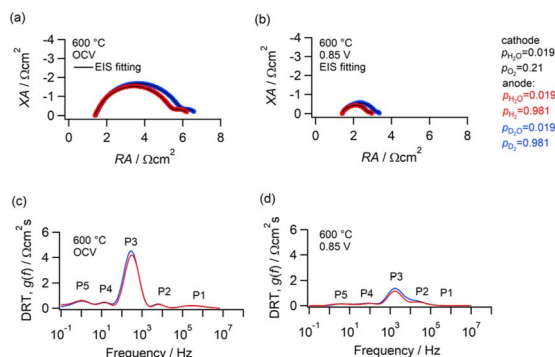 (a)
600 °C
OCV
EIS fitting
-4
-3
-2
-1
0
XA / Ωcm²
0 2 4 6 8
RA / Ωcm²
(b)
600 °C
0.85 V
EIS fitting
-4
-3
-2
-1
0
XA / Ωcm²
0 2 4 6 8
RA / Ωcm²
cathode
pH₂O=0.019
pO₂=0.21
anode:
pH₂O=0.019
pH₂=0.981
pD₂O=0.019
pD₂=0.981
(c)
600 °C
OCV
P5 P4 P3 P2 P1
6
4
2
0
DRT, g(f) / Ωcm²s
10⁻¹ 10¹ 10³ 10⁵ 10⁷
Frequency / Hz
(d)
600 °C
0.85 V
P5 P4 P3 P2 P1
6
4
2
0
DRT, g(f) / Ωcm²s
10⁻¹ 10¹ 10³ 10⁵ 10⁷
Frequency / Hz